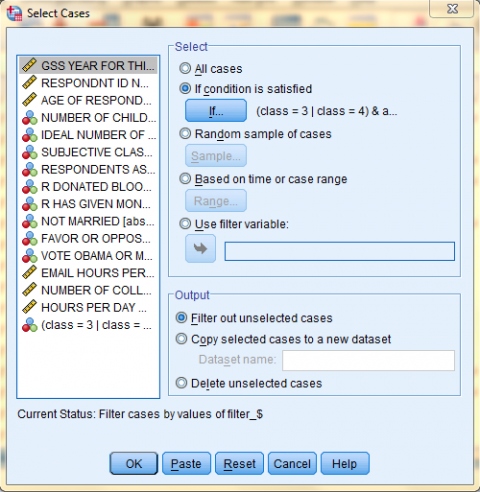 Select Cases
GSS YEAR FOR THI...
RESPONDNT ID N...
AGE OF RESPOND...
NUMBER OF CHILD...
IDEAL NUMBER OF ...
SUBJECTIVE CLAS...
RESPONDENTS AS...
R DONATED BLOO...
R HAS GIVEN MON...
NOT MARRIED [abs...
FAVOR OR OPPOS...
VOTE OBAMA OR M...
EMAIL HOURS PER...
NUMBER OF COLL...
HOURS PER DAY ...
(class = 3 | class = ...
Select
All cases
If condition is satisfied
If... (class = 3 | class = 4) & a...
Random sample of cases
Sample...
Based on time or case range
Range...
Use filter variable:
Output
Filter out unselected cases
Copy selected cases to a new dataset
Dataset name:
Delete unselected cases
Current Status: Filter cases by values of filter_$
OK Paste Reset Cancel Help